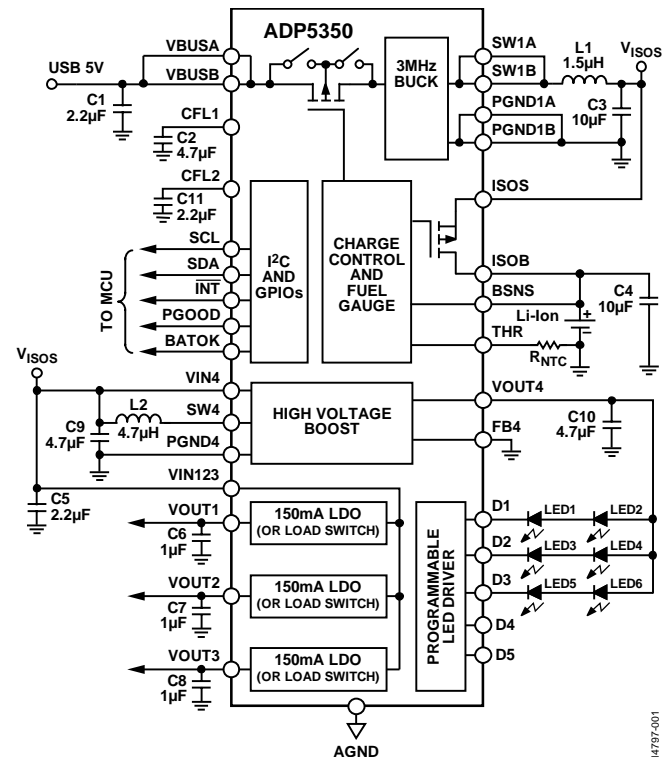 ADP5350
VBUSA
USB 5V
VBUSB
C1
2.2µF
CFL1
C2
4.7µF
CFL2
C11
2.2µF
3MHz
BUCK
SW1A
SW1B
L1
1.5µH
VISOS
PGND1A
PGND1B
C3
10µF
ISOS
ISOB
BSNS
THR
Li-Ion
+
–
RNTC
C4
10µF
TO MCU
SCL
SDA
INT
PGOOD
BATOK
I2C
AND
GPIOs
CHARGE
CONTROL
AND
FUEL
GAUGE
VISOS
VIN4
L2
4.7µH
SW4
C9
4.7µF
PGND4
HIGH VOLTAGE
BOOST
VOUT4
FB4
C10
4.7µF
VIN123
C5
2.2µF
VOUT1
C6
1µF
150mA LDO
(OR LOAD SWITCH)
VOUT2
C7
1µF
150mA LDO
(OR LOAD SWITCH)
VOUT3
C8
1µF
150mA LDO
(OR LOAD SWITCH)
PROGRAMMABLE
LED DRIVER
D1 LED1 LED2
D2 LED3 LED4
D3 LED5 LED6
D4
D5
AGND